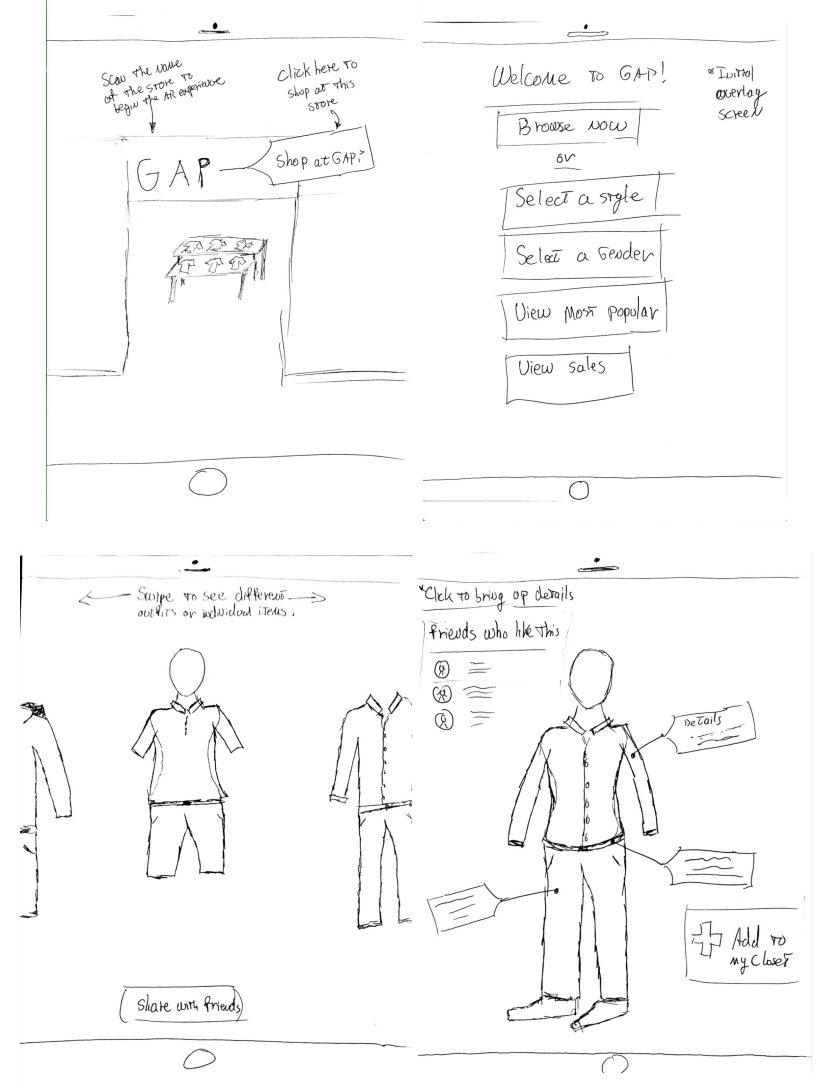 Scan the name
of the store to
begin the AR experience
Click here to
shop at this
store
GAP
Shop at GAP?
Welcome to GAP!
* Initial
overlay
screen
Browse now
or
Select a style
Select a Gender
View Most Popular
View sales
Swipe to see different
outfits or individual items.
Share with friends
*Click to bring up details
friends who like this
Details
Add to
my Closet